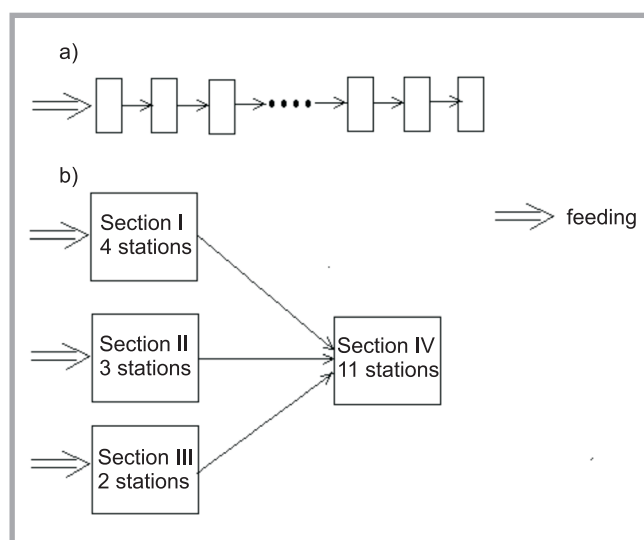 a)
b)
Section I
4 stations
feeding
Section II
3 stations
Section IV
11 stations
Section III
2 stations